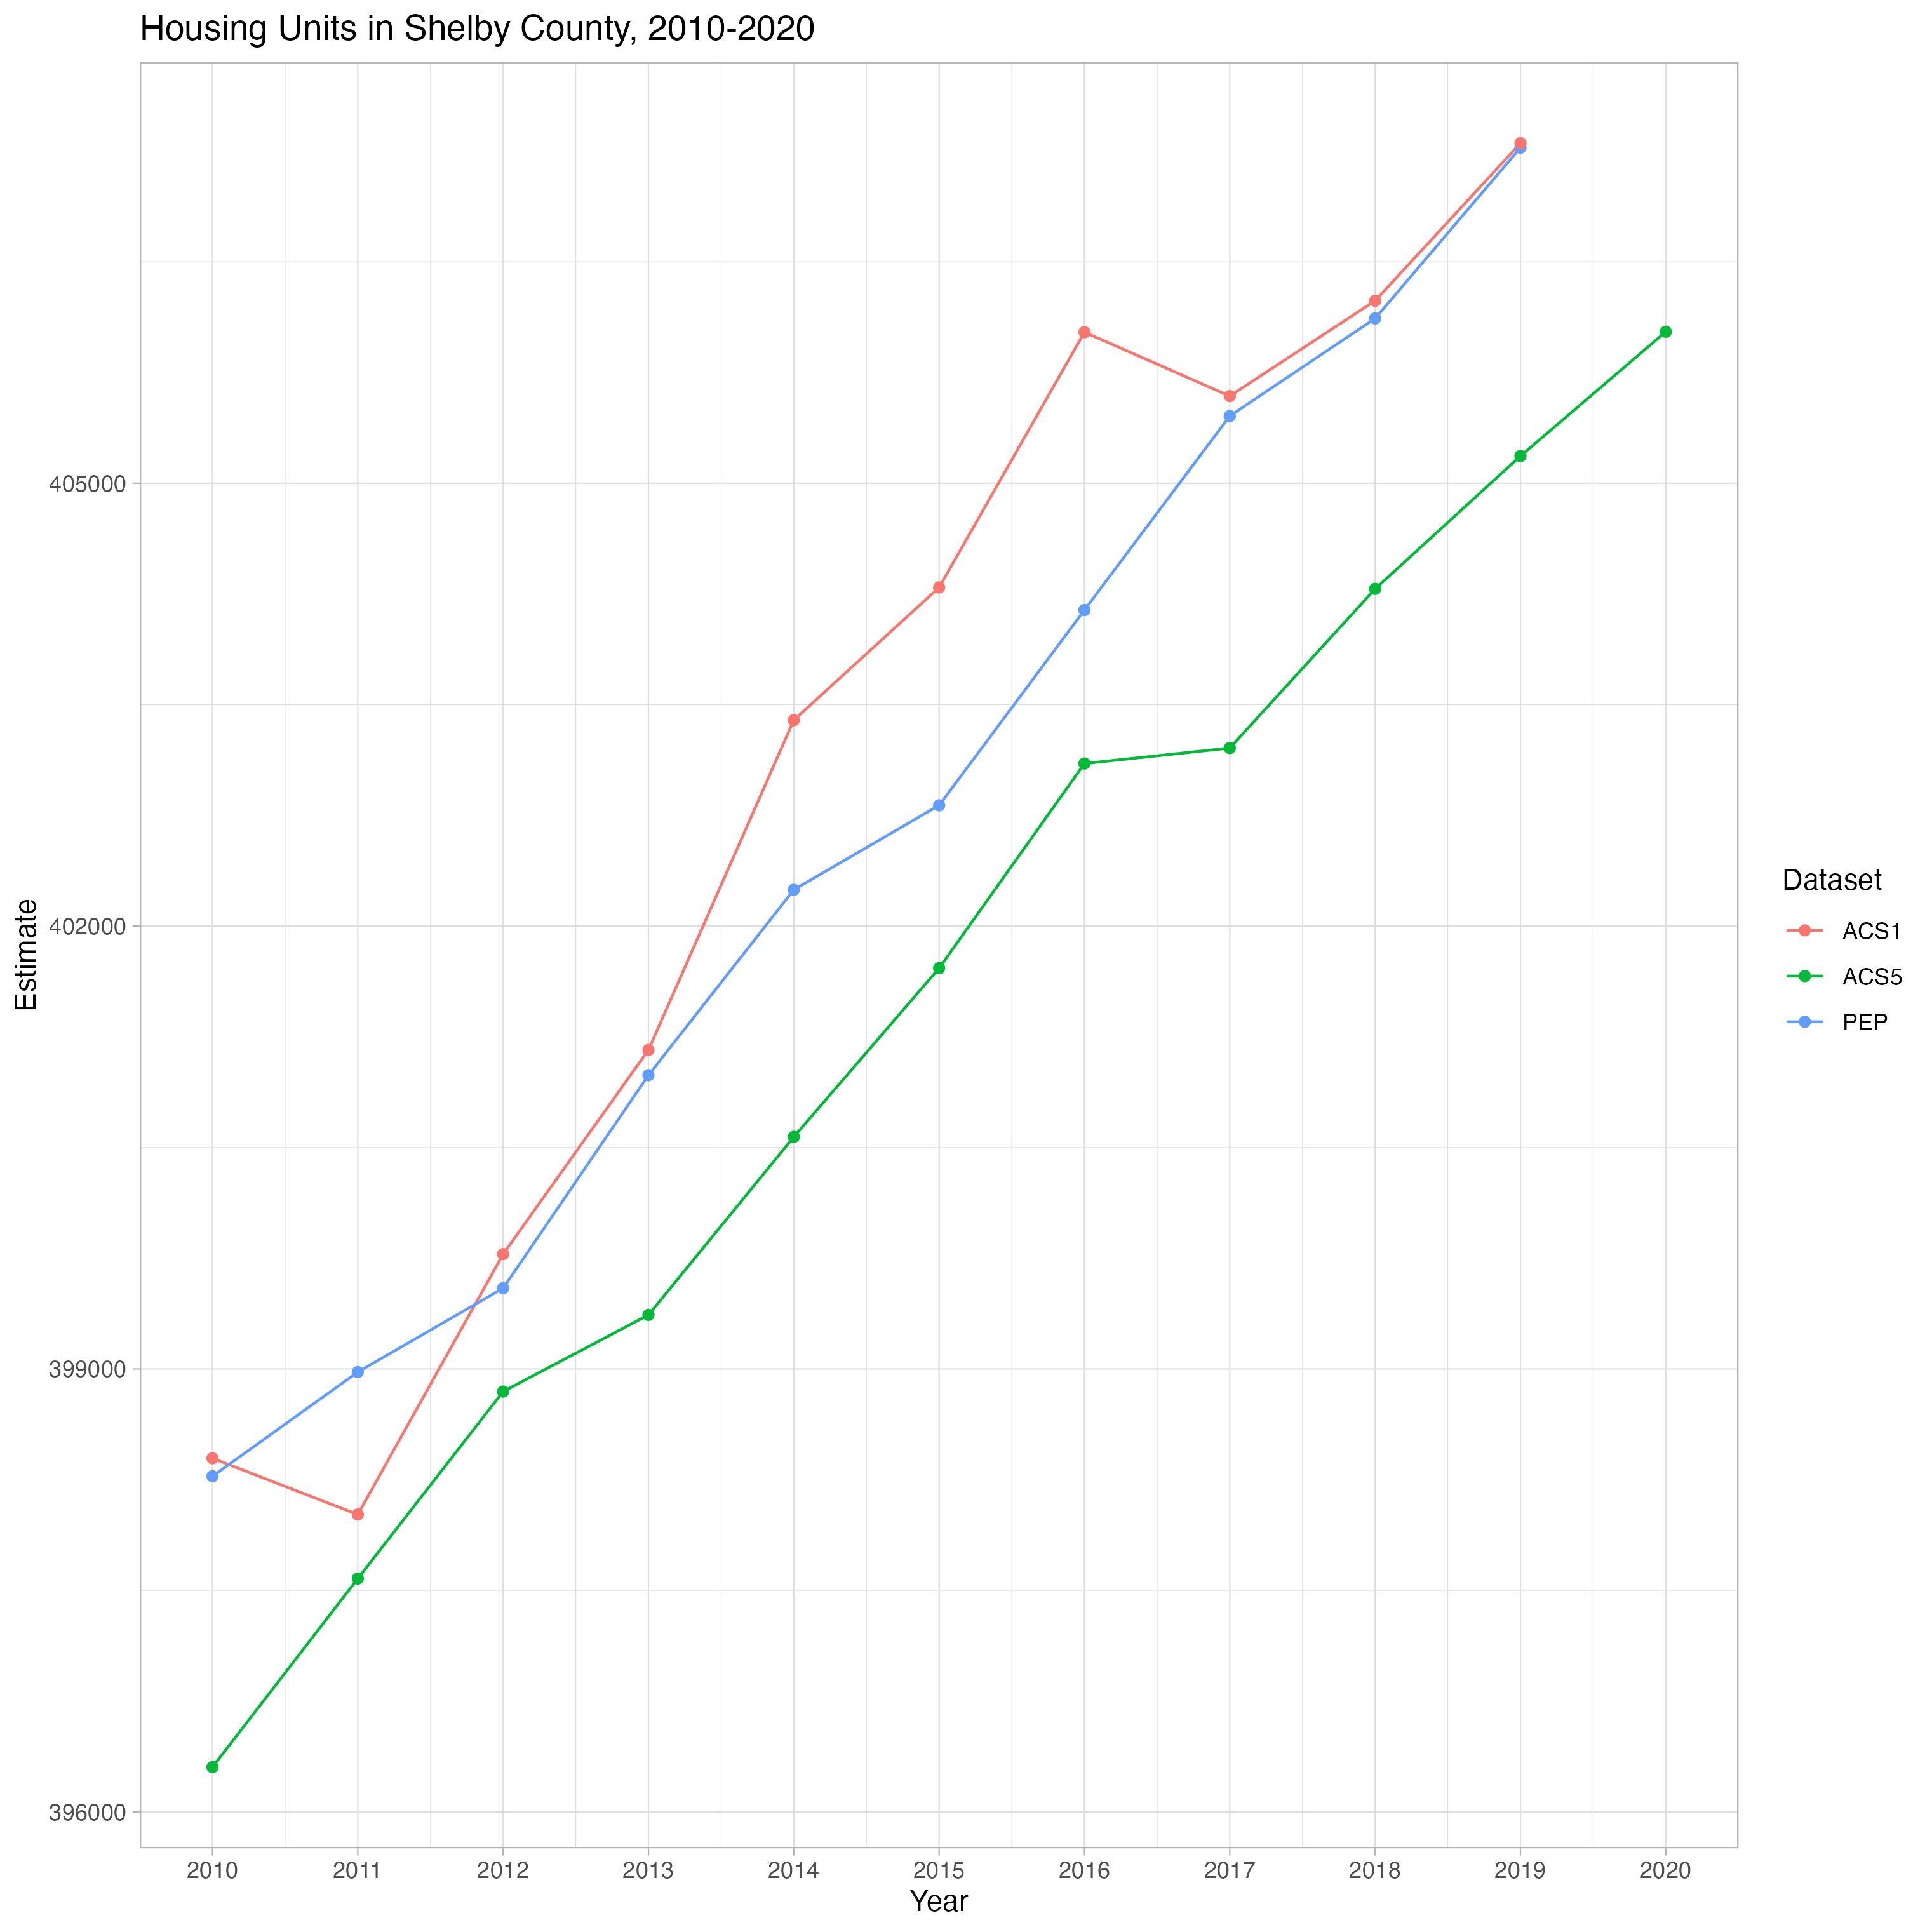 Housing Units in Shelby County, 2010-2020
405000
402000
399000
396000
Estimate
2010 2011 2012 2013 2014 2015 2016 2017 2018 2019 2020
Year
Dataset
ACS1
ACS5
PEP